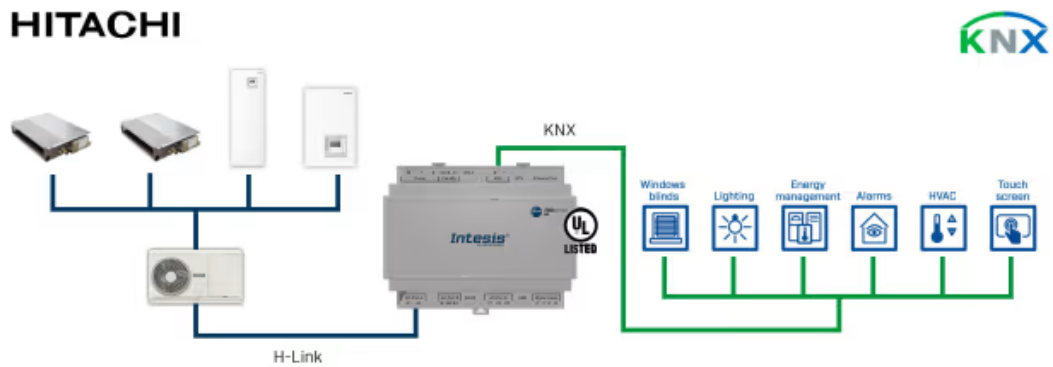 HITACHI
KNX
KNX
Windows
blinds
Lighting
Energy
management
Alarms
HVAC
Touch
screen
Intesis
UL
LISTED
H-Link